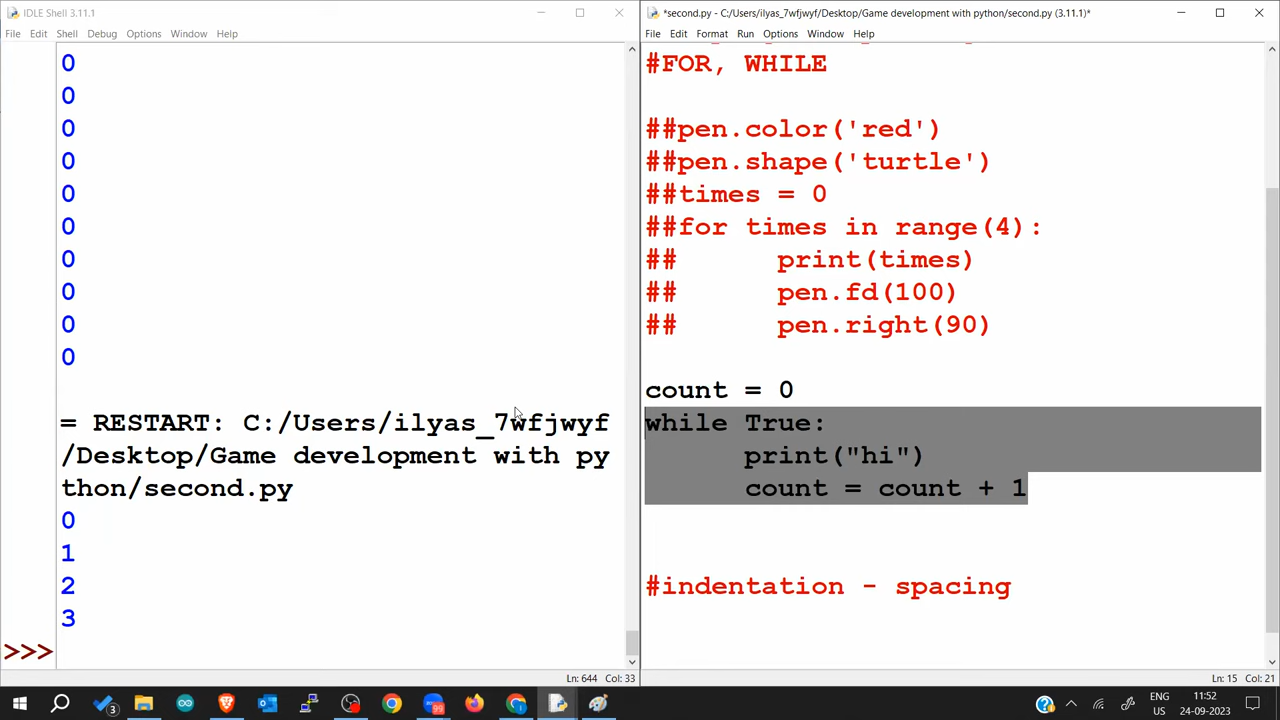 IDLE Shell 3.11.1
File Edit Shell Debug Options Window Help
0
0
0
0
0
0
0
0
0
0
= RESTART: C:/Users/ilyas_7wfjwyf
/Desktop/Game development with py
thon/second.py
0
1
2
3
>>>
Ln: 644 Col: 33
*second.py - C:/Users/ilyas_7wfjwyf/Desktop/Game development with python/second.py (3.11.1)*
File Edit Format Run Options Window Help
#FOR, WHILE
##pen.color('red')
##pen.shape('turtle')
##times = 0
##for times in range(4):
##      print(times)
##      pen.fd(100)
##      pen.right(90)
count = 0
while True:
      print("hi")
      count = count + 1
#indentation - spacing
Ln: 15 Col: 21
3
99
ENG
US
11:52
24-09-2023